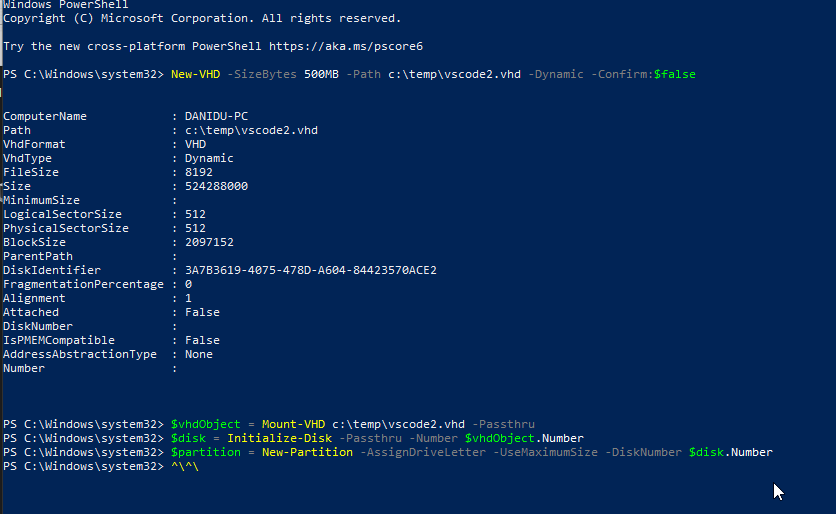 Windows PowerShell
Copyright (C) Microsoft Corporation. All rights reserved.
Try the new cross-platform PowerShell https://aka.ms/pscore6
PS C:\Windows\system32> New-VHD -SizeBytes 500MB -Path c:\temp\vscode2.vhd -Dynamic -Confirm:$false
ComputerName : DANIDU-PC
Path : c:\temp\vscode2.vhd
VhdFormat : VHD
VhdType : Dynamic
FileSize : 8192
Size : 524288000
MinimumSize :
LogicalSectorSize : 512
PhysicalSectorSize : 512
BlockSize : 2097152
ParentPath :
DiskIdentifier : 3A7B3619-4075-478D-A604-84423570ACE2
FragmentationPercentage : 0
Alignment : 1
Attached : False
DiskNumber :
IsPMEMCompatible : False
AddressAbstractionType : None
Number :
PS C:\Windows\system32> $vhdObject = Mount-VHD c:\temp\vscode2.vhd -Passthru
PS C:\Windows\system32> $disk = Initialize-Disk -Passthru -Number $vhdObject.Number
PS C:\Windows\system32> $partition = New-Partition -AssignDriveLetter -UseMaximumSize -DiskNumber $disk.Number
PS C:\Windows\system32> ^\^\